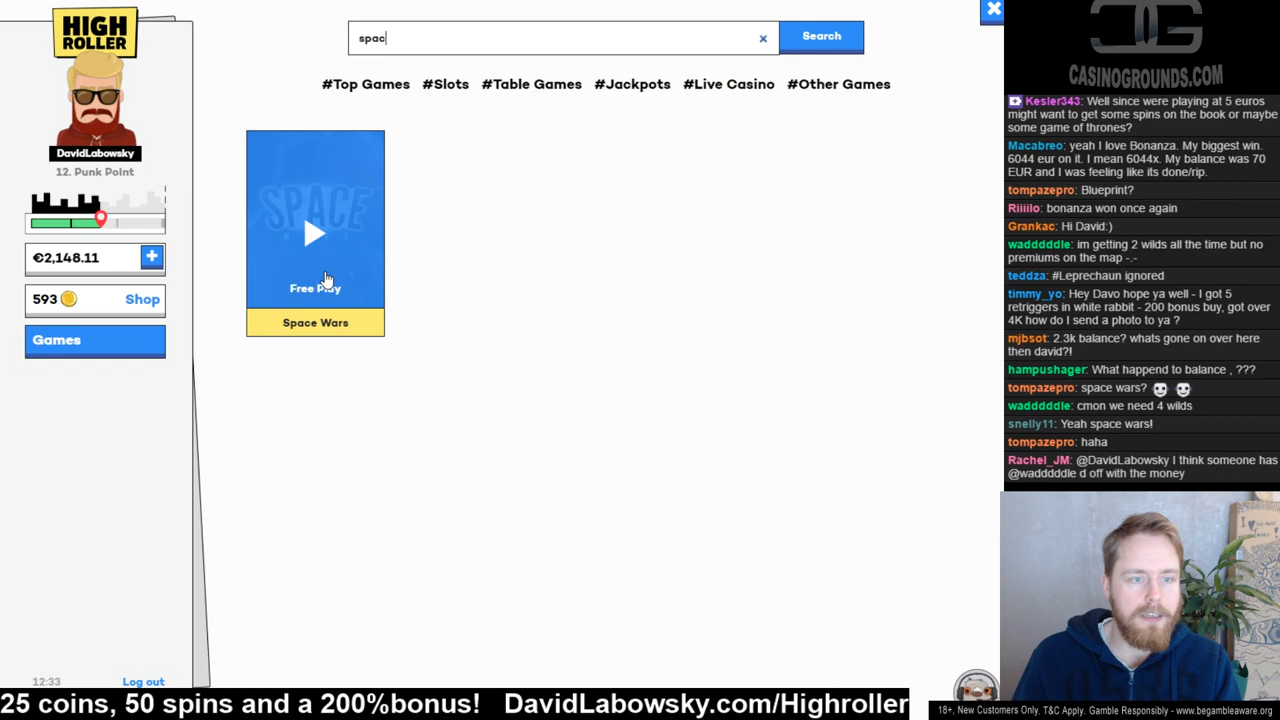 HIGH
ROLLER
DavidLabowsky
12. Punk Point
€2,148.11
+
593
Shop
Games
12:33
Log out
spac
×
Search
#Top Games
#Slots
#Table Games
#Jackpots
#Live Casino
#Other Games
SPACE
WARS
Free Play
Space Wars
CG
CASINOGROUNDS.COM
Kesler343: Well since were playing at 5 euros
might want to get some spins on the book or maybe
some game of thrones?
Macabreo: yeah I love Bonanza. My biggest win.
6044 eur on it. I mean 6044x. My balance was 70
EUR and I was feeling like its done/rip.
tompazepro: Blueprint?
Riiiilo: bonanza won once again
Grankac: Hi David:)
wadddddle: im getting 2 wilds all the time but no
premiums on the map -.-
teddza: #Leprechaun ignored
timmy_yo: Hey Davo hope ya well - I got 5
retriggers in white rabbit - 200 bonus buy, got over
4K how do I send a photo to ya ?
mjbsot: 2.3k balance? whats gone on over here
then david?!
hampushager: What happend to balance , ???
tompazepro: space wars?
wadddddle: cmon we need 4 wilds
snelly11: Yeah space wars!
tompazepro: haha
Rachel_JM: @DavidLabowsky I think someone has
@wadddddle d off with the money
25 coins, 50 spins and a 200%bonus! DavidLabowsky.com/Highroller
18+, New Customers Only, T&C Apply, Gamble Responsibly - www.begambleaware.org